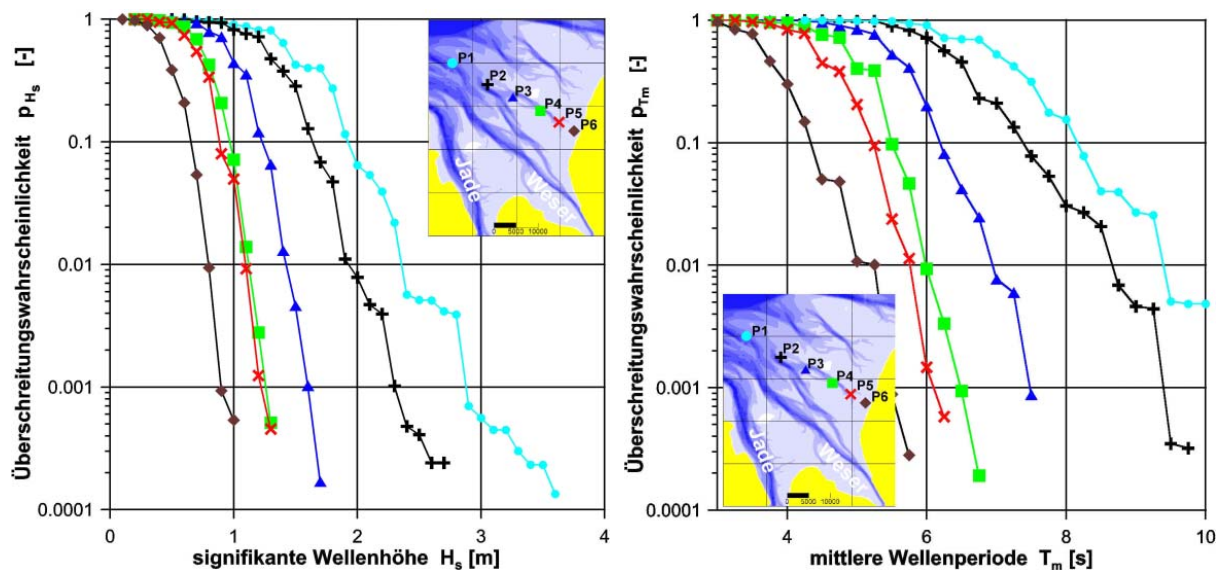 Überschreitungswahrscheinlichkeit p_Hs [-]
1
0.1
0.01
0.001
0.0001
0 1 2 3 4
signifikante Wellenhöhe H_s [m]
P1
P2
P3
P4
P5
P6
Jade
Weser
0 5000 10000
Überschreitungswahrscheinlichkeit p_Tm [-]
1
0.1
0.01
0.001
0.0001
4 6 8 10
mittlere Wellenperiode T_m [s]
P1
P2
P3
P4
P5
P6
Jade
Weser
0 5000 10000